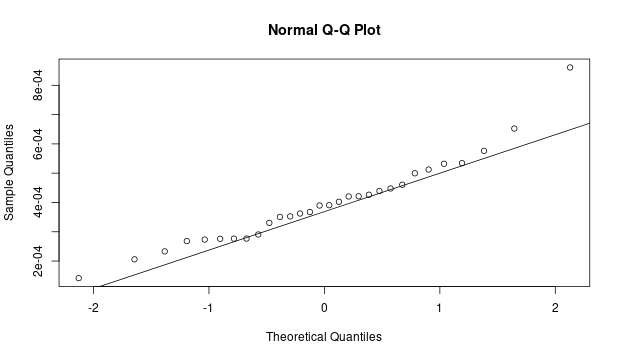 Normal Q-Q Plot
8e-04
6e-04
4e-04
2e-04
Sample Quantiles
-2 -1 0 1 2
Theoretical Quantiles